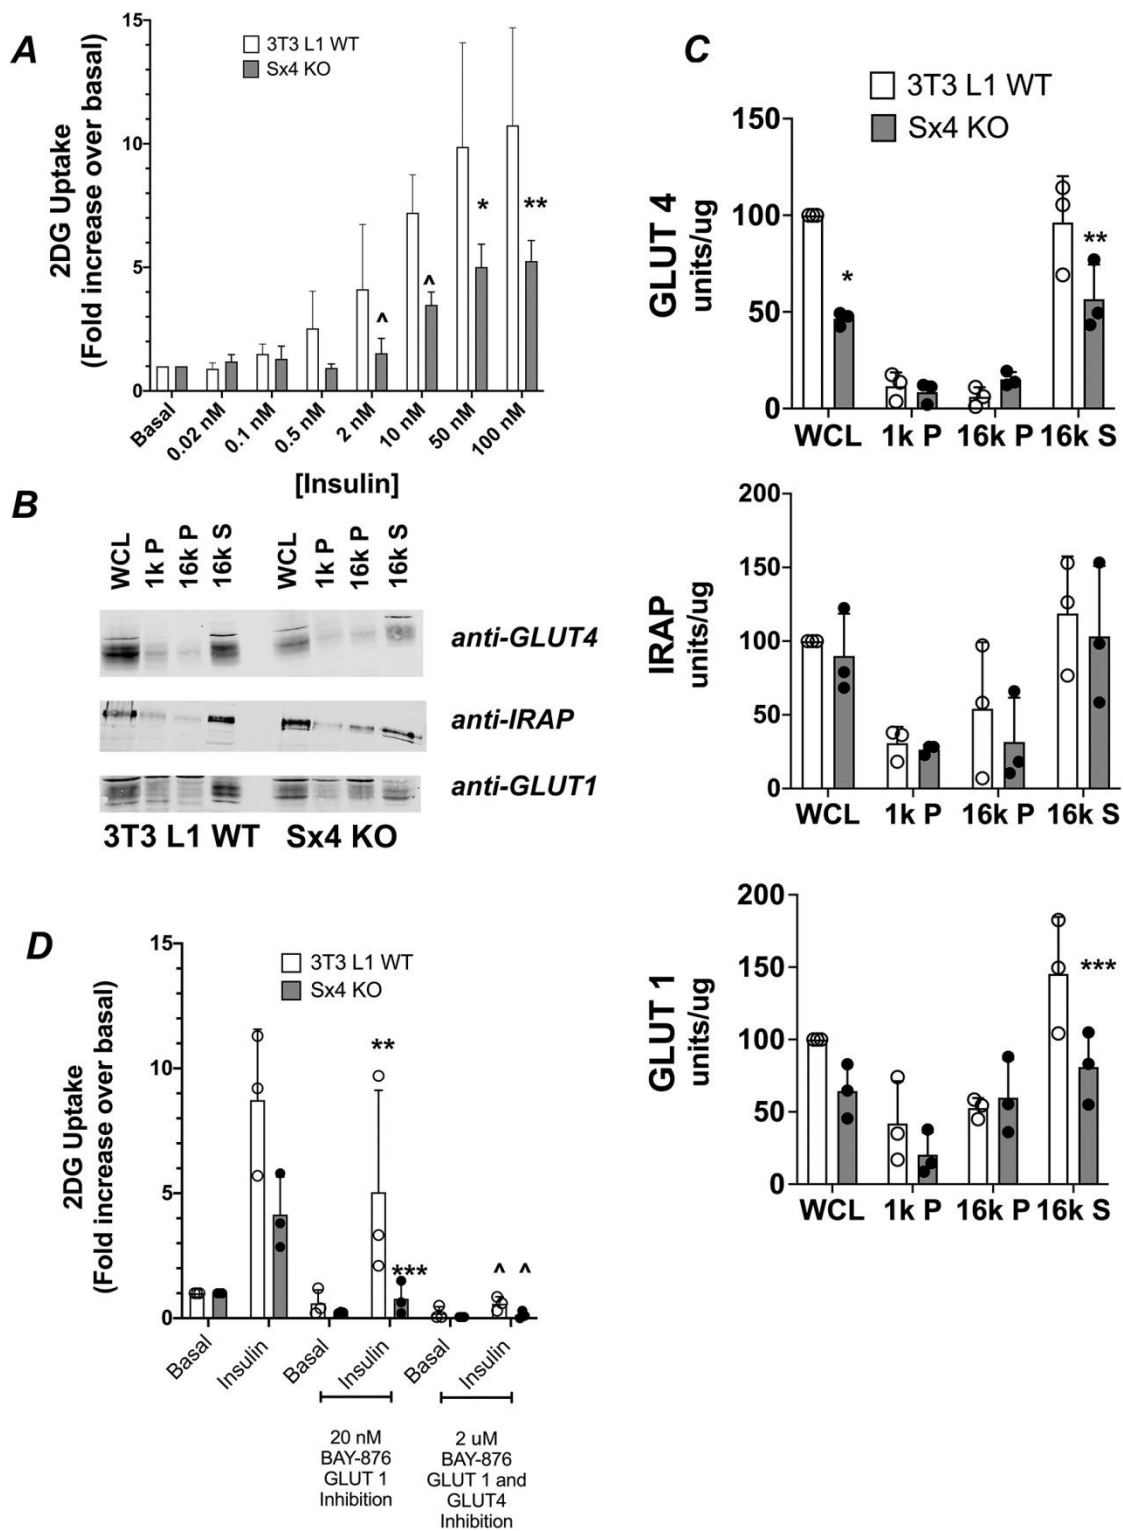 A
2DG Uptake
(Fold increase over basal)
15
10
5
0
3T3 L1 WT
Sx4 KO
^
^
*
**
Basal
0.02 nM
0.1 nM
0.5 nM
2 nM
10 nM
50 nM
100 nM
[Insulin]
B
WCL
1k P
16k P
16k S
WCL
1k P
16k P
16k S
anti-GLUT4
anti-IRAP
anti-GLUT1
3T3 L1 WT
Sx4 KO
C
3T3 L1 WT
Sx4 KO
GLUT 4
units/ug
150
100
50
0
*
**
WCL
1k P
16k P
16k S
IRAP
units/ug
200
150
100
50
0
WCL
1k P
16k P
16k S
GLUT 1
units/ug
200
150
100
50
0
***
WCL
1k P
16k P
16k S
D
2DG Uptake
(Fold increase over basal)
15
10
5
0
3T3 L1 WT
Sx4 KO
**
***
^
^
Basal
Insulin
Basal
Insulin
Basal
Insulin
20 nM
BAY-876
GLUT 1
Inhibition
2 uM
BAY-876
GLUT 1 and
GLUT4
Inhibition